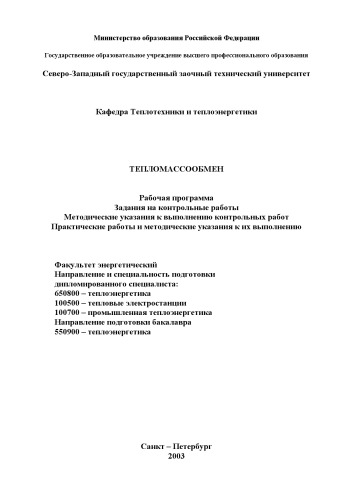 Министерство образования Российской Федерации
Государственное образовательное учреждение высшего профессионального образования
Северо-Западный государственный заочный технический университет
Кафедра Теплотехники и теплоэнергетики
ТЕПЛОМАССООБМЕН
Рабочая программа
Задания на контрольные работы
Методические указания к выполнению контрольных работ
Практические работы и методические указания к их выполнению
Факультет энергетический
Направление и специальность подготовки
дипломированного специалиста:
650800 – теплоэнергетика
100500 – тепловые электростанции
100700 – промышленная теплоэнергетика
Направление подготовки бакалавра
550900 – теплоэнергетика
Санкт – Петербург
2003